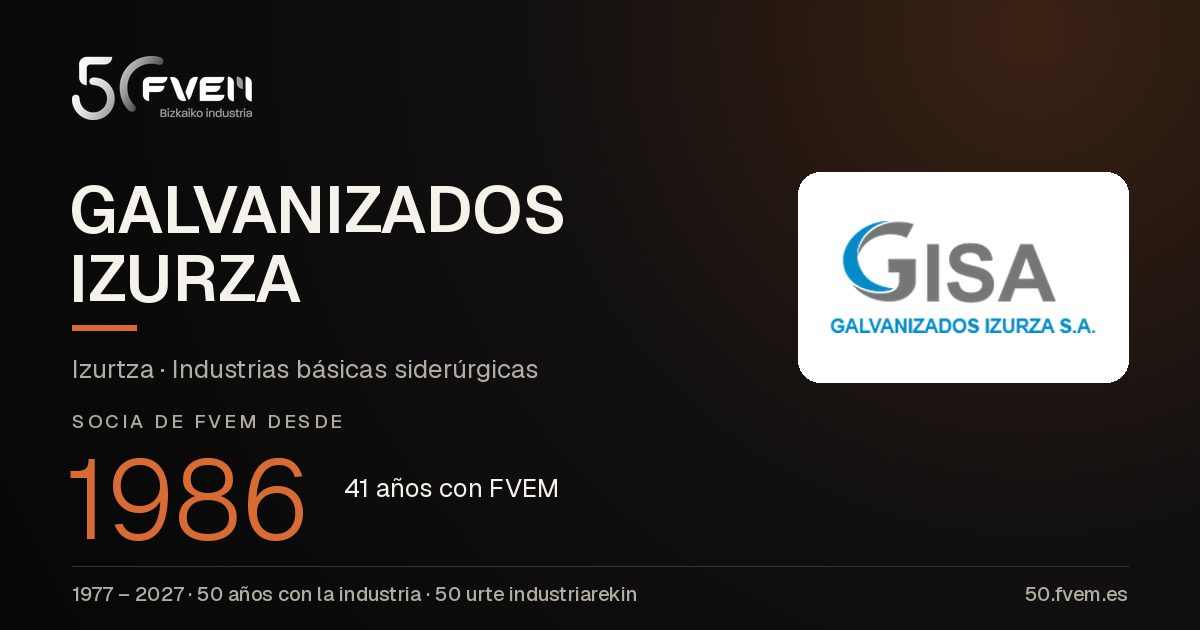 50 FVEM
Bizkaiko industria
GALVANIZADOS
IZURZA
GISA
GALVANIZADOS IZURZA S.A.
Izurtza · Industrias básicas siderúrgicas
SOCIA DE FVEM DESDE
1986
41 años con FVEM
1977 – 2027 · 50 años con la industria · 50 urte industriarekin
50.fvem.es